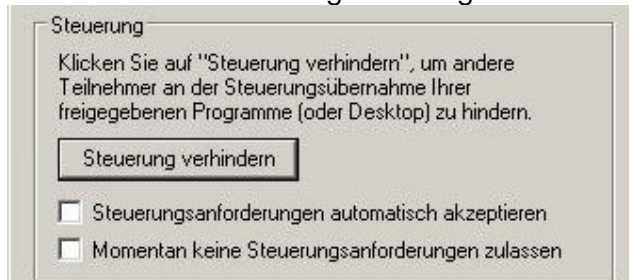 Steuerung
Klicken Sie auf "Steuerung verhindern", um andere
Teilnehmer an der Steuerungsübernahme Ihrer
freigegebenen Programme (oder Desktop) zu hindern.
Steuerung verhindern
Steuerungsanforderungen automatisch akzeptieren
Momentan keine Steuerungsanforderungen zulassen